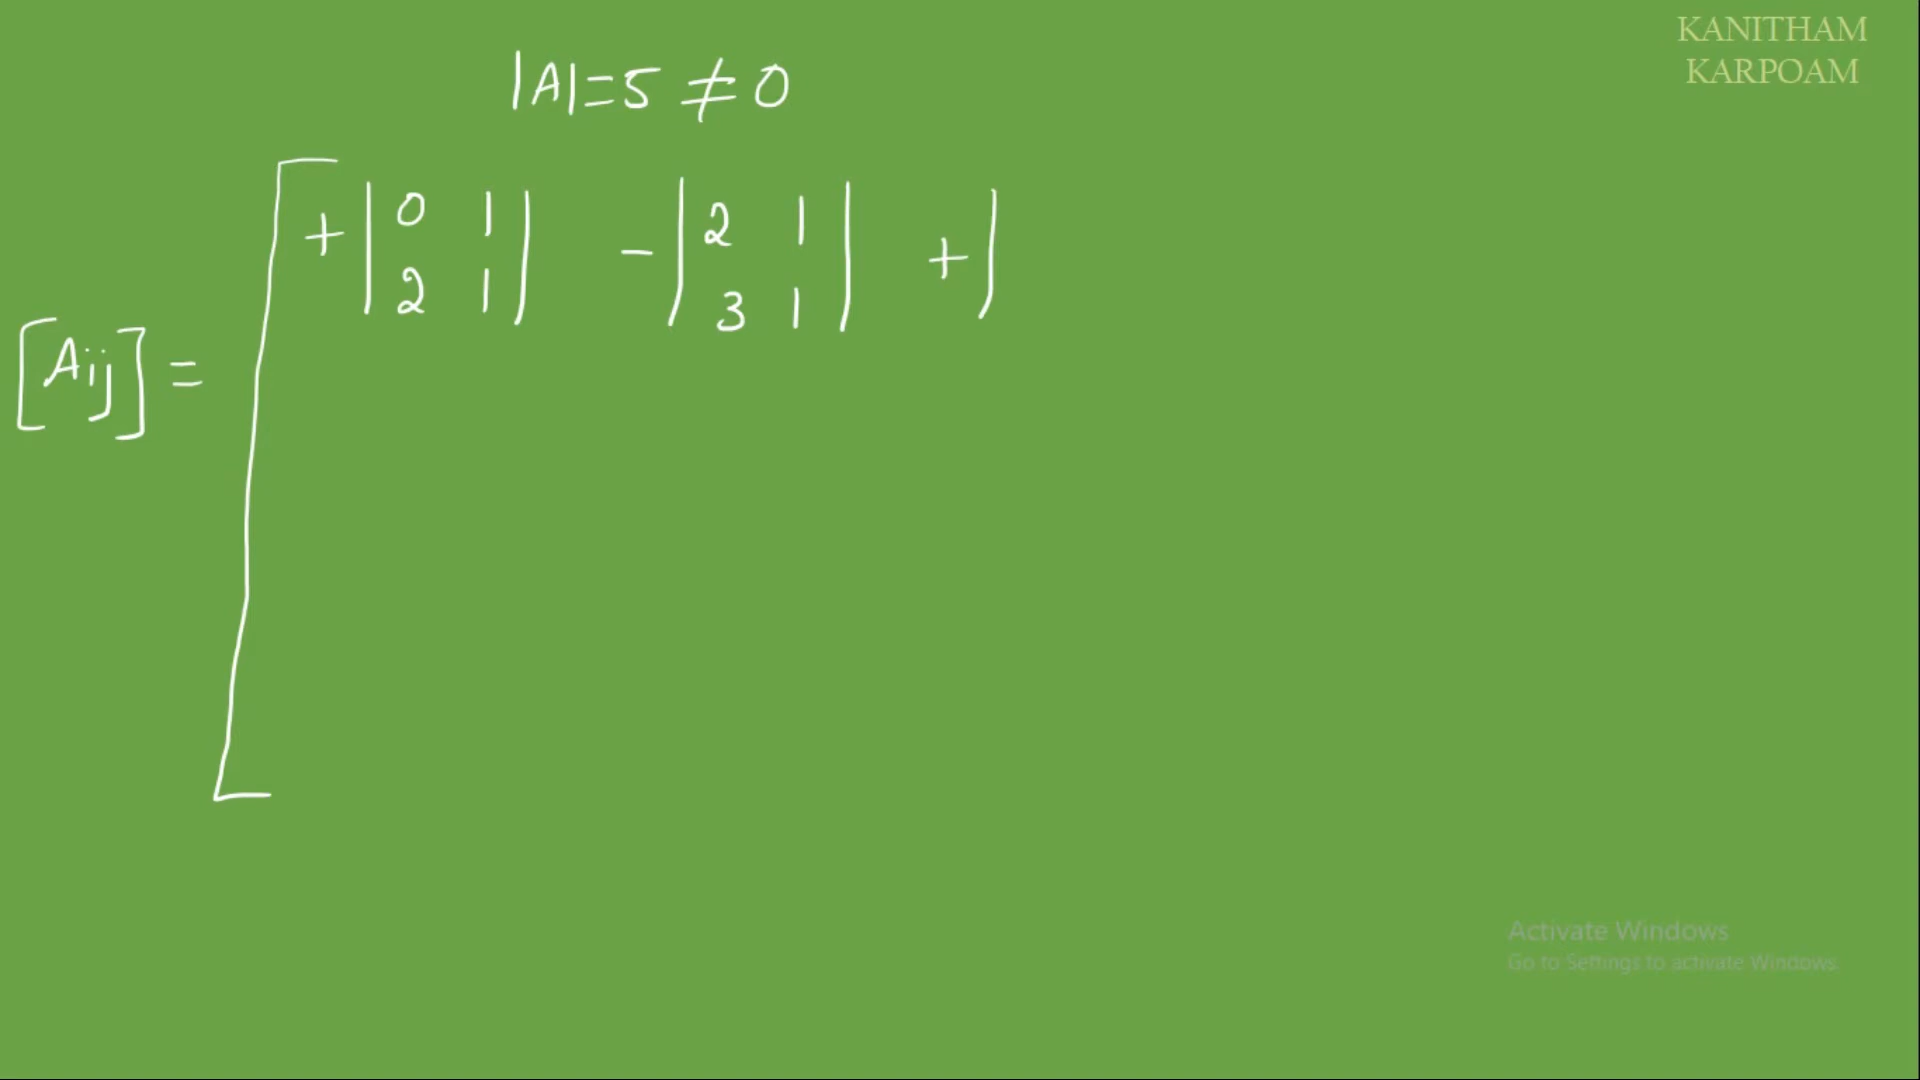 KANITHAM
KARPOAM
|A|=5 ≠ 0
[Aij] = [ +|0 1| -|2 1| +|
|2 1| |3 1|
Activate Windows
Go to Settings to activate Windows